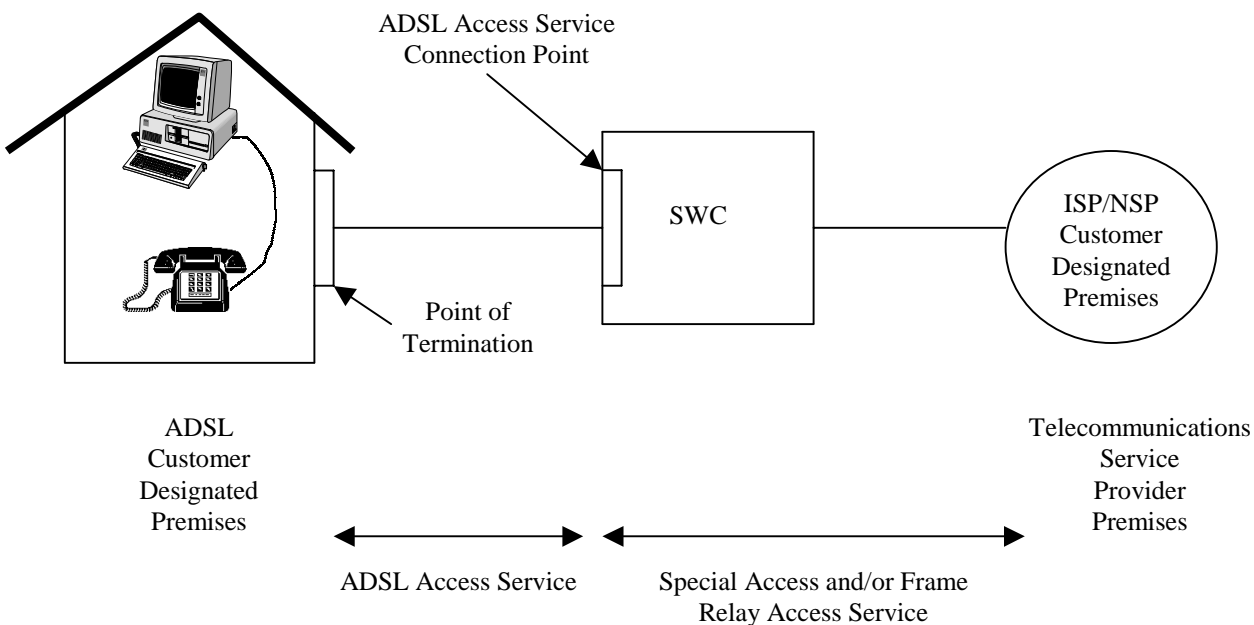 ADSL Access Service
Connection Point
SWC
ISP/NSP
Customer
Designated
Premises
Point of
Termination
ADSL
Customer
Designated
Premises
Telecommunications
Service
Provider
Premises
ADSL Access Service
Special Access and/or Frame
Relay Access Service